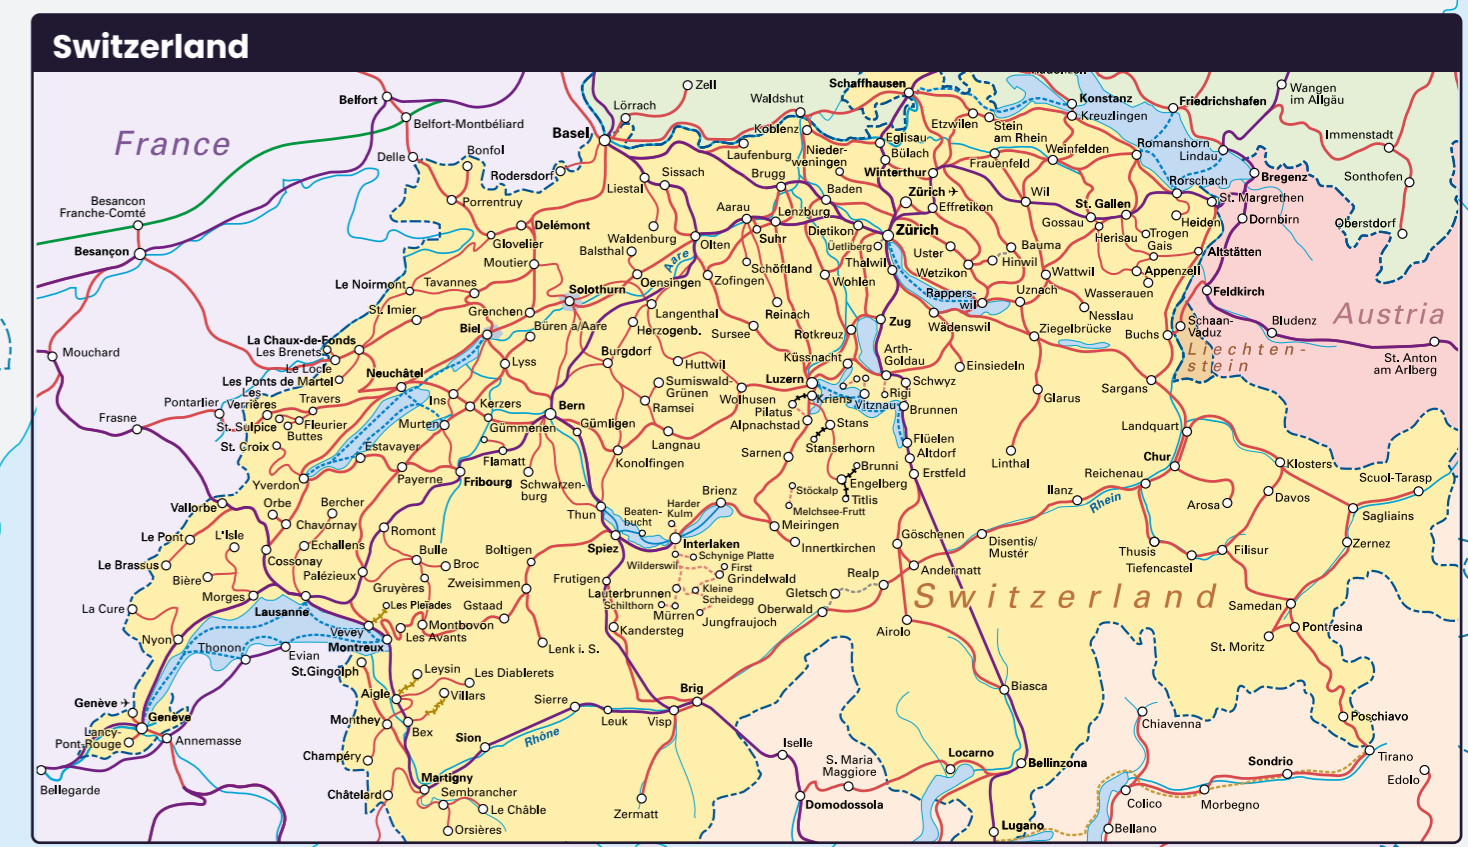 Switzerland
Zell
Schaffhausen
Konstanz
Friedrichshafen
Wangen
im Allgäu
Belfort
Lörrach
Waldshut
Belfort-Montbéliard
Basel
Koblenz
Etzwilen
Stein
am Rhein
Kreuzlingen
Immenstadt
France
Eglisau
Bülach
Romanshorn
Lindau
Delle
Bonfol
Laufenburg
Nieder-
weningen
Frauenfeld
Weinfelden
Rodersdorf
Sissach
Brugg
Winterthur
Bregenz
Sonthofen
Liestal
Baden
Zürich
Wil
Rorschach
St. Margrethen
Besancon
Franche-Comté
Porrentruy
Aarau
Lenzburg
Effretikon
St. Gallen
Gossau
Heiden
Dornbirn
Oberstdorf
Delémont
Waldenburg
Suhr
Dietikon
Zürich
Herisau
Trogen
Glovelier
Balsthal
Olten
Üetliberg
Uster
Bauma
Gais
Altstätten
Besançon
Moutier
Aare
Schöftland
Thalwil
Wetzikon
Hinwil
Wattwil
Appenzell
Le Noirmont
Tavannes
Solothurn
Oensingen
Zofingen
Wohlen
Rappers-
wil
Uznach
Wasserauen
Feldkirch
St. Imier
Grenchen
Langenthal
Reinach
Nesslau
Austria
Biel
Büren a/Aare
Herzogenb.
Sursee
Rotkreuz
Zug
Wädenswil
Ziegelbrücke
Buchs
Schaan-
Vaduz
Bludenz
La Chaux-de-Fonds
Les Brenets
Mouchard
Liechten-
stein
St. Anton
am Arlberg
Le Locle
Lyss
Burgdorf
Huttwil
Küssnacht
Arth-
Goldau
Einsiedeln
Les Ponts de Martel
Neuchâtel
Sumiswald-
Grünen
Luzern
Schwyz
Sargans
Les
Verrières
Travers
Ins
Kerzers
Bern
Ramsei
Wolhusen
Kriens
Vitznau
Rigi
Brunnen
Glarus
Pontarlier
Frasne
St. Sulpice
Fleurier
Buttes
Murten
Gümmenen
Gümligen
Pilatus
Alpnachstad
Stans
Landquart
St. Croix
Estavayer
Langnau
Stanserhorn
Flüelen
Altdorf
Flamatt
Konolfingen
Sarnen
Brunni
Engelberg
Erstfeld
Linthal
Chur
Klosters
Yverdon
Payerne
Fribourg
Schwarzen-
burg
Stöckalp
Titlis
Reichenau
Ilanz
Rhein
Arosa
Davos
Scuol-Tarasp
Vallorbe
Orbe
Bercher
Thun
Beaten-
bucht
Harder
Kulm
Brienz
Melchsee-Frutt
Sagliains
Chavornay
Romont
Meiringen
Le Pont
L'Isle
Echallens
Spiez
Interlaken
Innertkirchen
Göschenen
Disentis/
Mustér
Thusis
Tiefencastel
Filisur
Zernez
Le Brassus
Cossonay
Bulle
Boltigen
Schynige Platte
Wilderswil
First
Grindelwald
Bière
Palézieux
Broc
Zweisimmen
Frutigen
Lauterbrunnen
Kleine
Scheidegg
Realp
Andermatt
Gletsch
Switzerland
Morges
Gruyères
Schilthorn
Mürren
Jungfraujoch
Oberwald
Samedan
La Cure
Lausanne
Les Pleïades
Gstaad
Airolo
Pontresina
Nyon
Vevey
Montbovon
Les Avants
Kandersteg
St. Moritz
Thonon
Evian
Montreux
Lenk i. S.
St.Gingolph
Leysin
Les Diablerets
Aigle
Villars
Brig
Biasca
Genève
Genève
Monthey
Sierre
Leuk
Visp
Chiavenna
Poschiavo
Lancy-
Pont-Rouge
Annemasse
Bex
Sion
Rhône
Iselle
Champéry
S. Maria
Maggiore
Locarno
Bellinzona
Sondrio
Tirano
Edolo
Bellegarde
Martigny
Châtelard
Sembrancher
Le Châble
Zermatt
Domodossola
Colico
Morbegno
Orsières
Lugano
Bellano